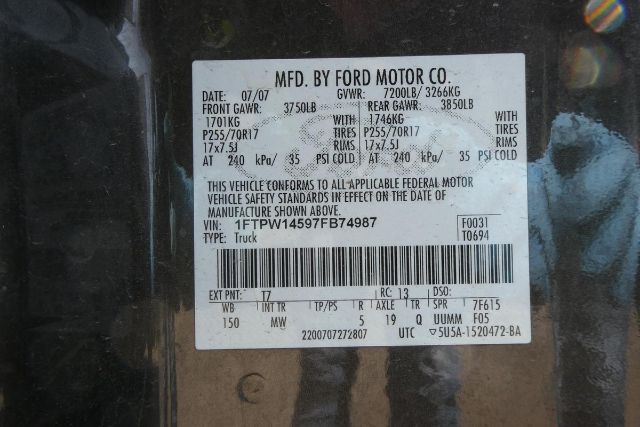 MFD. BY FORD MOTOR CO.
DATE: 07/07 GVWR: 7200LB/ 3266KG
FRONT GAWR: 3750LB REAR GAWR: 3850LB
1701KG WITH 1746KG WITH
P255/70R17 TIRES P255/70R17 TIRES
17x7.5J RIMS 17x7.5J RIMS
AT 240 kPa/ 35 PSI COLD AT 240 kPa/ 35 PSI COLD
THIS VEHICLE CONFORMS TO ALL APPLICABLE FEDERAL MOTOR
VEHICLE SAFETY STANDARDS IN EFFECT ON THE DATE OF
MANUFACTURE SHOWN ABOVE.
VIN: 1FTPW14597FB74987 F0031
TYPE: Truck T0694
EXT PNT: T7 RC: 13 DSO:
WB INT TR TP/PS R AXLE TR SPR 7F615
150 MW 5 19 Q UUMM F05
2200707272807 UTC 5U5A-1520472-BA